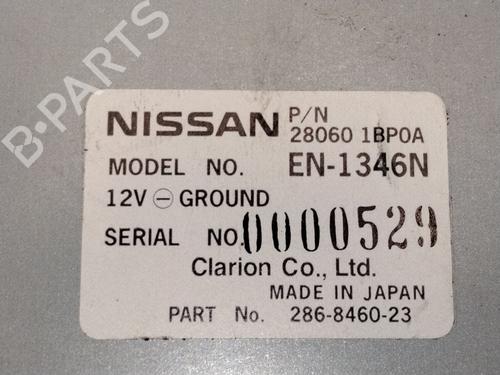 NISSAN P/N
28060 1BP0A
MODEL NO. EN-1346N
12V ⊖ GROUND
SERIAL NO. 0000529
Clarion Co., Ltd.
MADE IN JAPAN
PART No. 286-8460-23